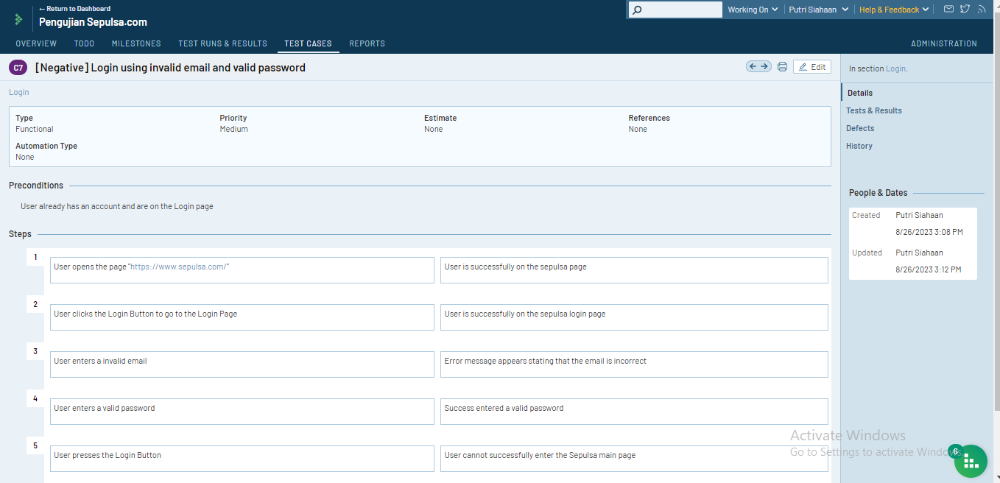 ← Return to Dashboard
Pengujian Sepulsa.com
Working On
Putri Siahaan
Help & Feedback
OVERVIEW TODO MILESTONES TEST RUNS & RESULTS TEST CASES REPORTS ADMINISTRATION
C7 [Negative] Login using invalid email and valid password
Edit
Login
Type Priority Estimate References
Functional Medium None None
Automation Type
None
Preconditions
User already has an account and are on the Login page
Steps
1
User opens the page "https://www.sepulsa.com/"
User is successfully on the sepulsa page
2
User clicks the Login Button to go to the Login Page
User is successfully on the sepulsa login page
3
User enters a invalid email
Error message appears stating that the email is incorrect
4
User enters a valid password
Success entered a valid password
5
User presses the Login Button
User cannot successfully enter the Sepulsa main page
In section Login.
Details
Tests & Results
Defects
History
People & Dates
Created Putri Siahaan
8/26/2023 3:08 PM
Updated Putri Siahaan
8/26/2023 3:12 PM
Activate Windows
Go to Settings to activate Windows.
6